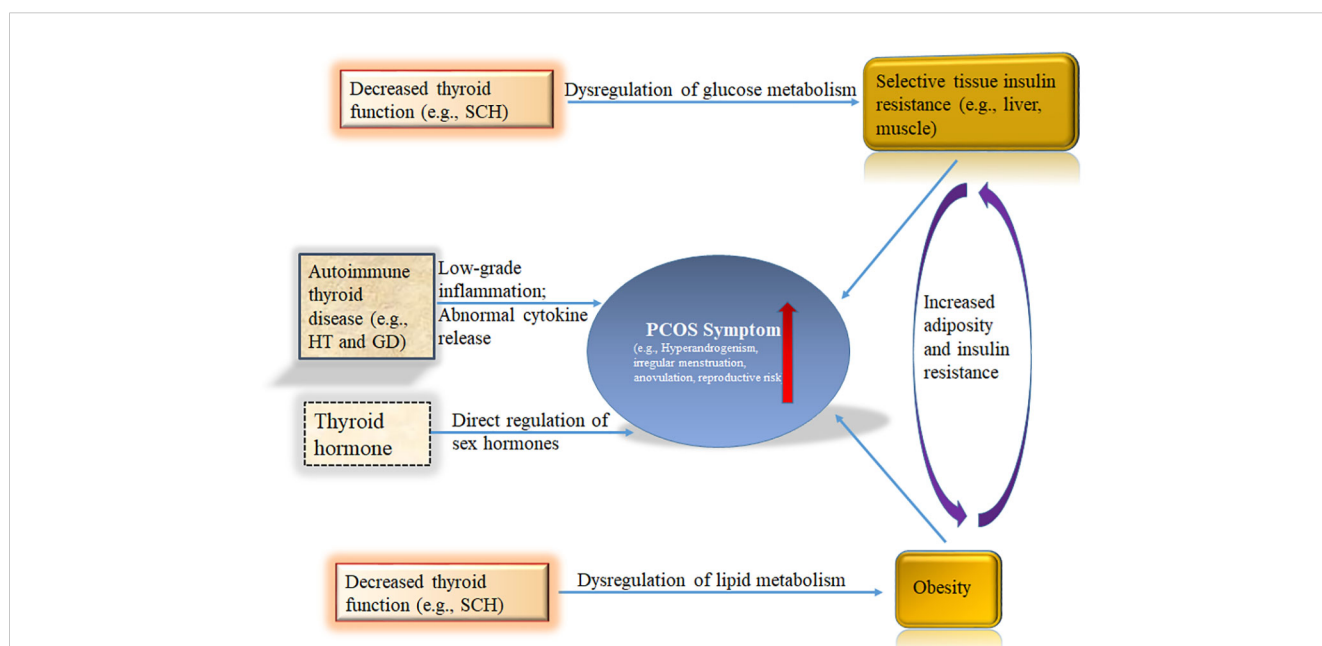 Decreased thyroid
function (e.g., SCH)
Dysregulation of glucose metabolism
Selective tissue insulin
resistance (e.g., liver,
muscle)
Autoimmune
thyroid
disease (e.g.,
HT and GD)
Low-grade
inflammation;
Abnormal cytokine
release
PCOS Symptom
(e.g., Hyperandrogenism,
irregular menstruation,
anovulation, reproductive risk
Increased
adiposity
and insulin
resistance
Thyroid
hormone
Direct regulation of
sex hormones
Decreased thyroid
function (e.g., SCH)
Dysregulation of lipid metabolism
Obesity